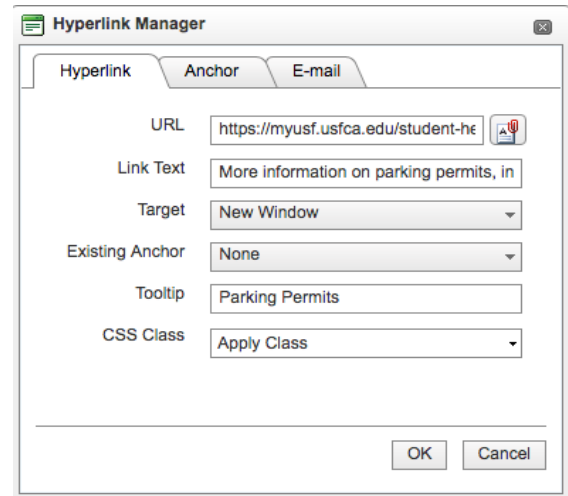 Hyperlink Manager
Hyperlink Anchor E-mail
URL https://myusf.usfca.edu/student-he
Link Text More information on parking permits, in
Target New Window
Existing Anchor None
Tooltip Parking Permits
CSS Class Apply Class
OK Cancel